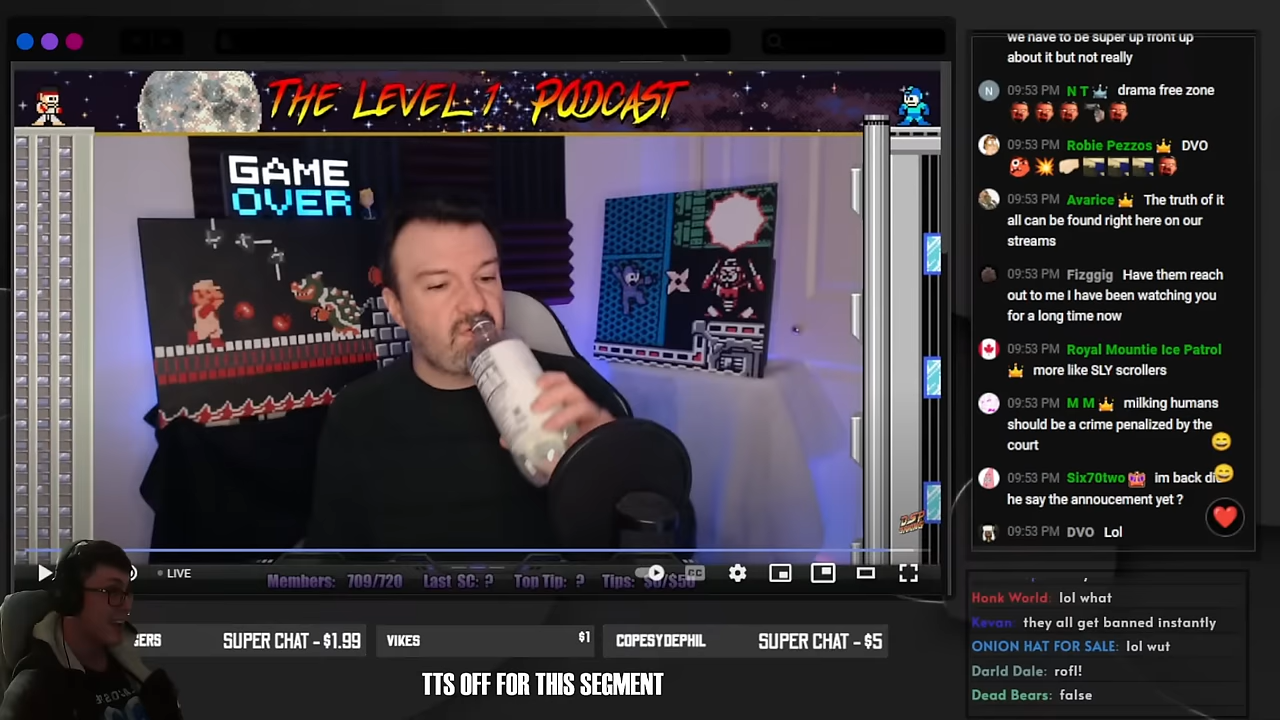 THE LEVEL 1 PODCAST
GAME
OVER
LIVE
CC
Members: 709/720 Last SC: ? Top Tip: ? Tips:
SUPER CHAT - $1.99
VIKES $1
COPESYDEPHIL SUPER CHAT - $5
TTS OFF FOR THIS SEGMENT
we have to be super up front up
about it but not really
N
09:53 PM N T drama free zone
09:53 PM Robie Pezzos DVO
09:53 PM Avarice The truth of it
all can be found right here on our
streams
09:53 PM Fizggig Have them reach
out to me I have been watching you
for a long time now
09:53 PM Royal Mountie Ice Patrol
more like SLY scrollers
09:53 PM M M milking humans
should be a crime penalized by the
court
09:53 PM Six70two im back did
he say the annoucement yet ?
09:53 PM DVO Lol
Honk World: lol what
Kevan: they all get banned instantly
ONION HAT FOR SALE: lol wut
Darld Dale: rofl!
Dead Bears: false